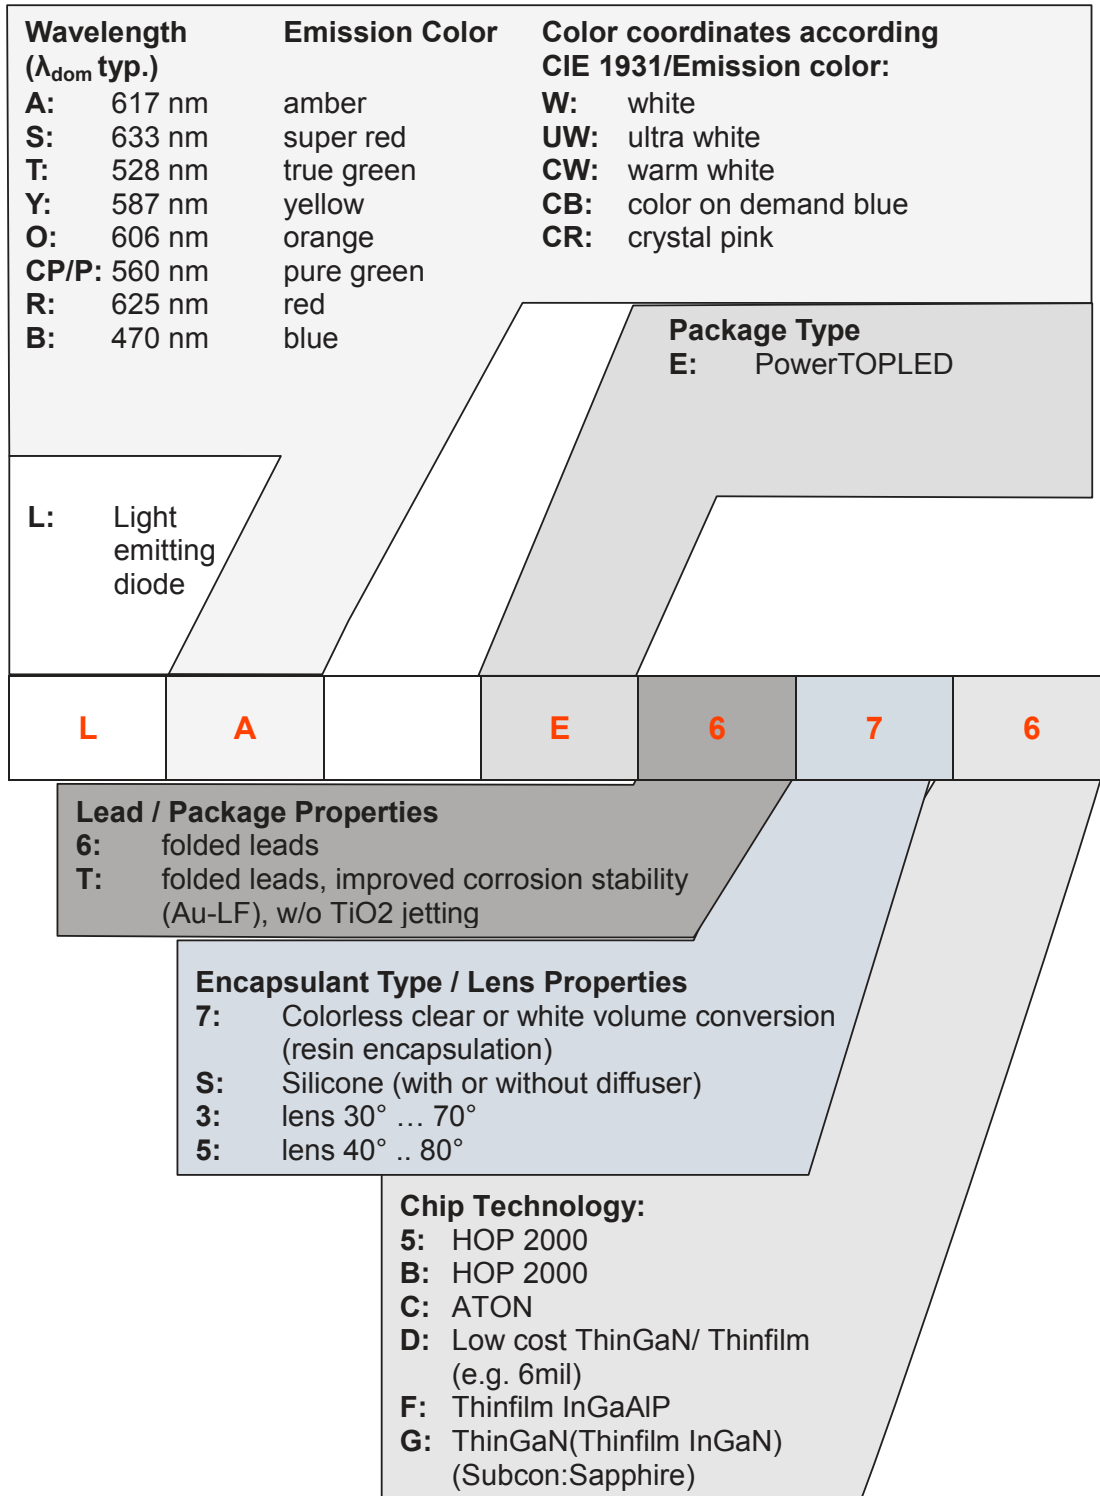 Wavelength Emission Color Color coordinates according
(λdom typ.) CIE 1931/Emission color:
A: 617 nm amber W: white
S: 633 nm super red UW: ultra white
T: 528 nm true green CW: warm white
Y: 587 nm yellow CB: color on demand blue
O: 606 nm orange CR: crystal pink
CP/P: 560 nm pure green
R: 625 nm red
B: 470 nm blue
Package Type
E: PowerTOPLED
L: Light
emitting
diode
L A E 6 7 6
Lead / Package Properties
6: folded leads
T: folded leads, improved corrosion stability
(Au-LF), w/o TiO2 jetting
Encapsulant Type / Lens Properties
7: Colorless clear or white volume conversion
(resin encapsulation)
S: Silicone (with or without diffuser)
3: lens 30° … 70°
5: lens 40° .. 80°
Chip Technology:
5: HOP 2000
B: HOP 2000
C: ATON
D: Low cost ThinGaN/ Thinfilm
(e.g. 6mil)
F: Thinfilm InGaAlP
G: ThinGaN(Thinfilm InGaN)
(Subcon:Sapphire)